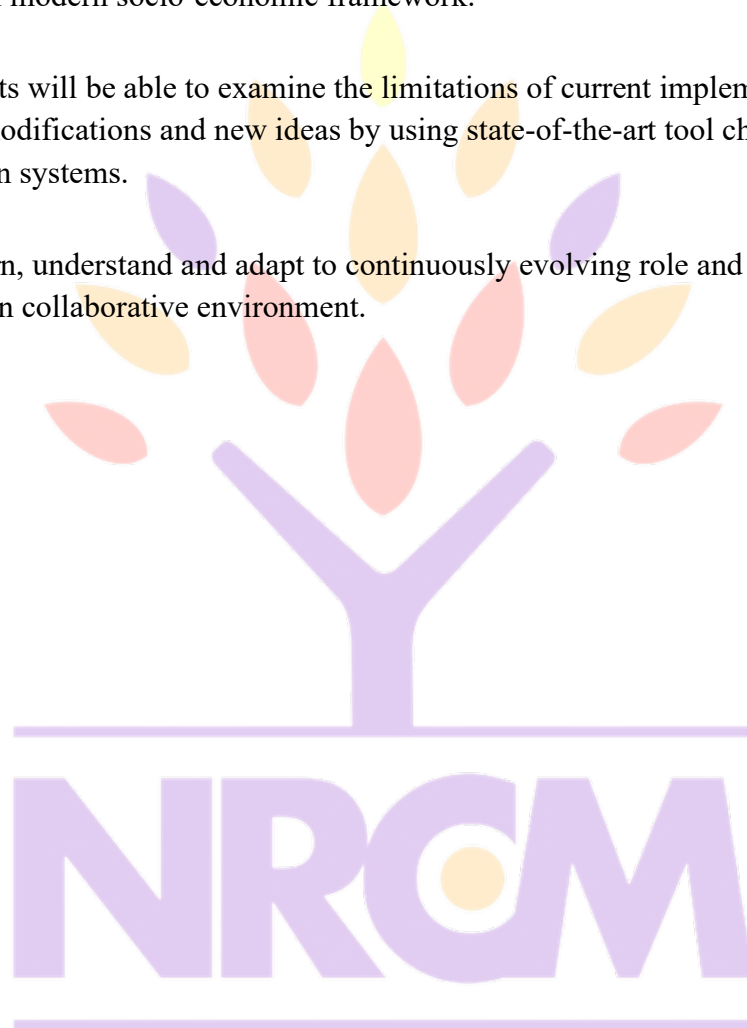 modern socio-economic framework.
ts will be able to examine the limitations of current implem
odifications and new ideas by using state-of-the-art tool ch
n systems.
rn, understand and adapt to continuously evolving role and
n collaborative environment.
NRCM